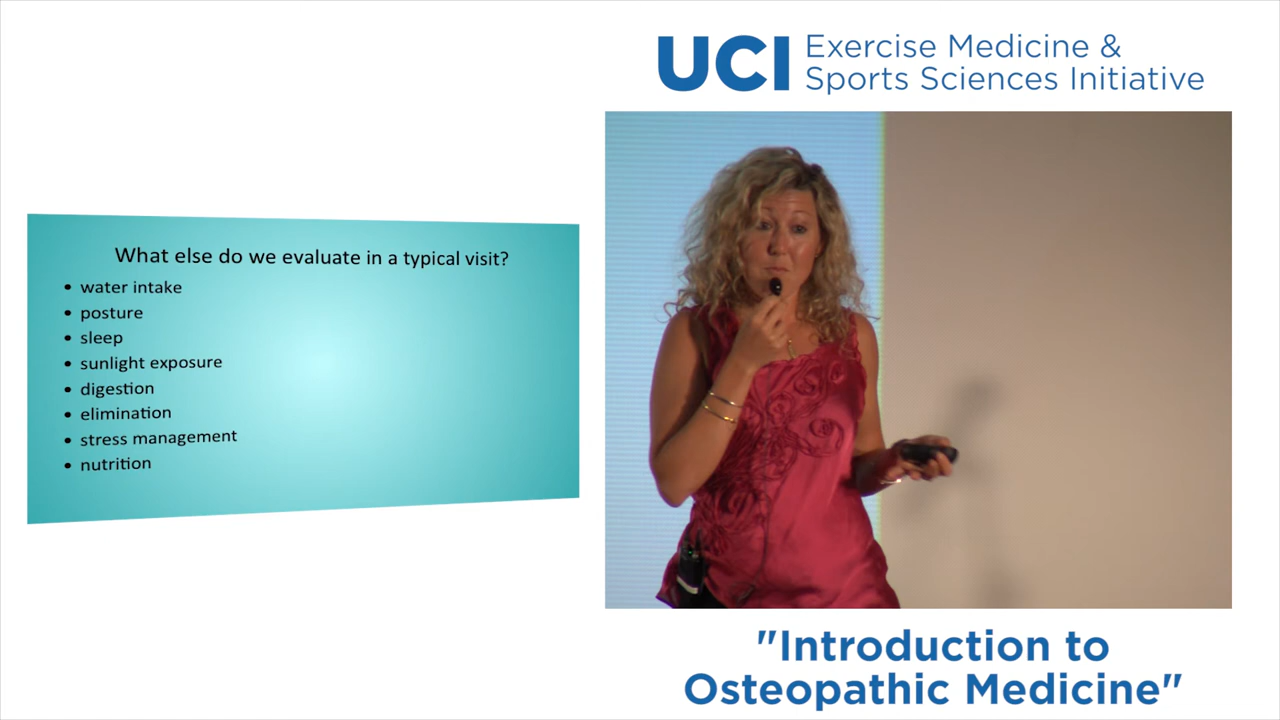 UCI Exercise Medicine &
Sports Sciences Initiative
What else do we evaluate in a typical visit?
• water intake
• posture
• sleep
• sunlight exposure
• digestion
• elimination
• stress management
• nutrition
"Introduction to
Osteopathic Medicine"